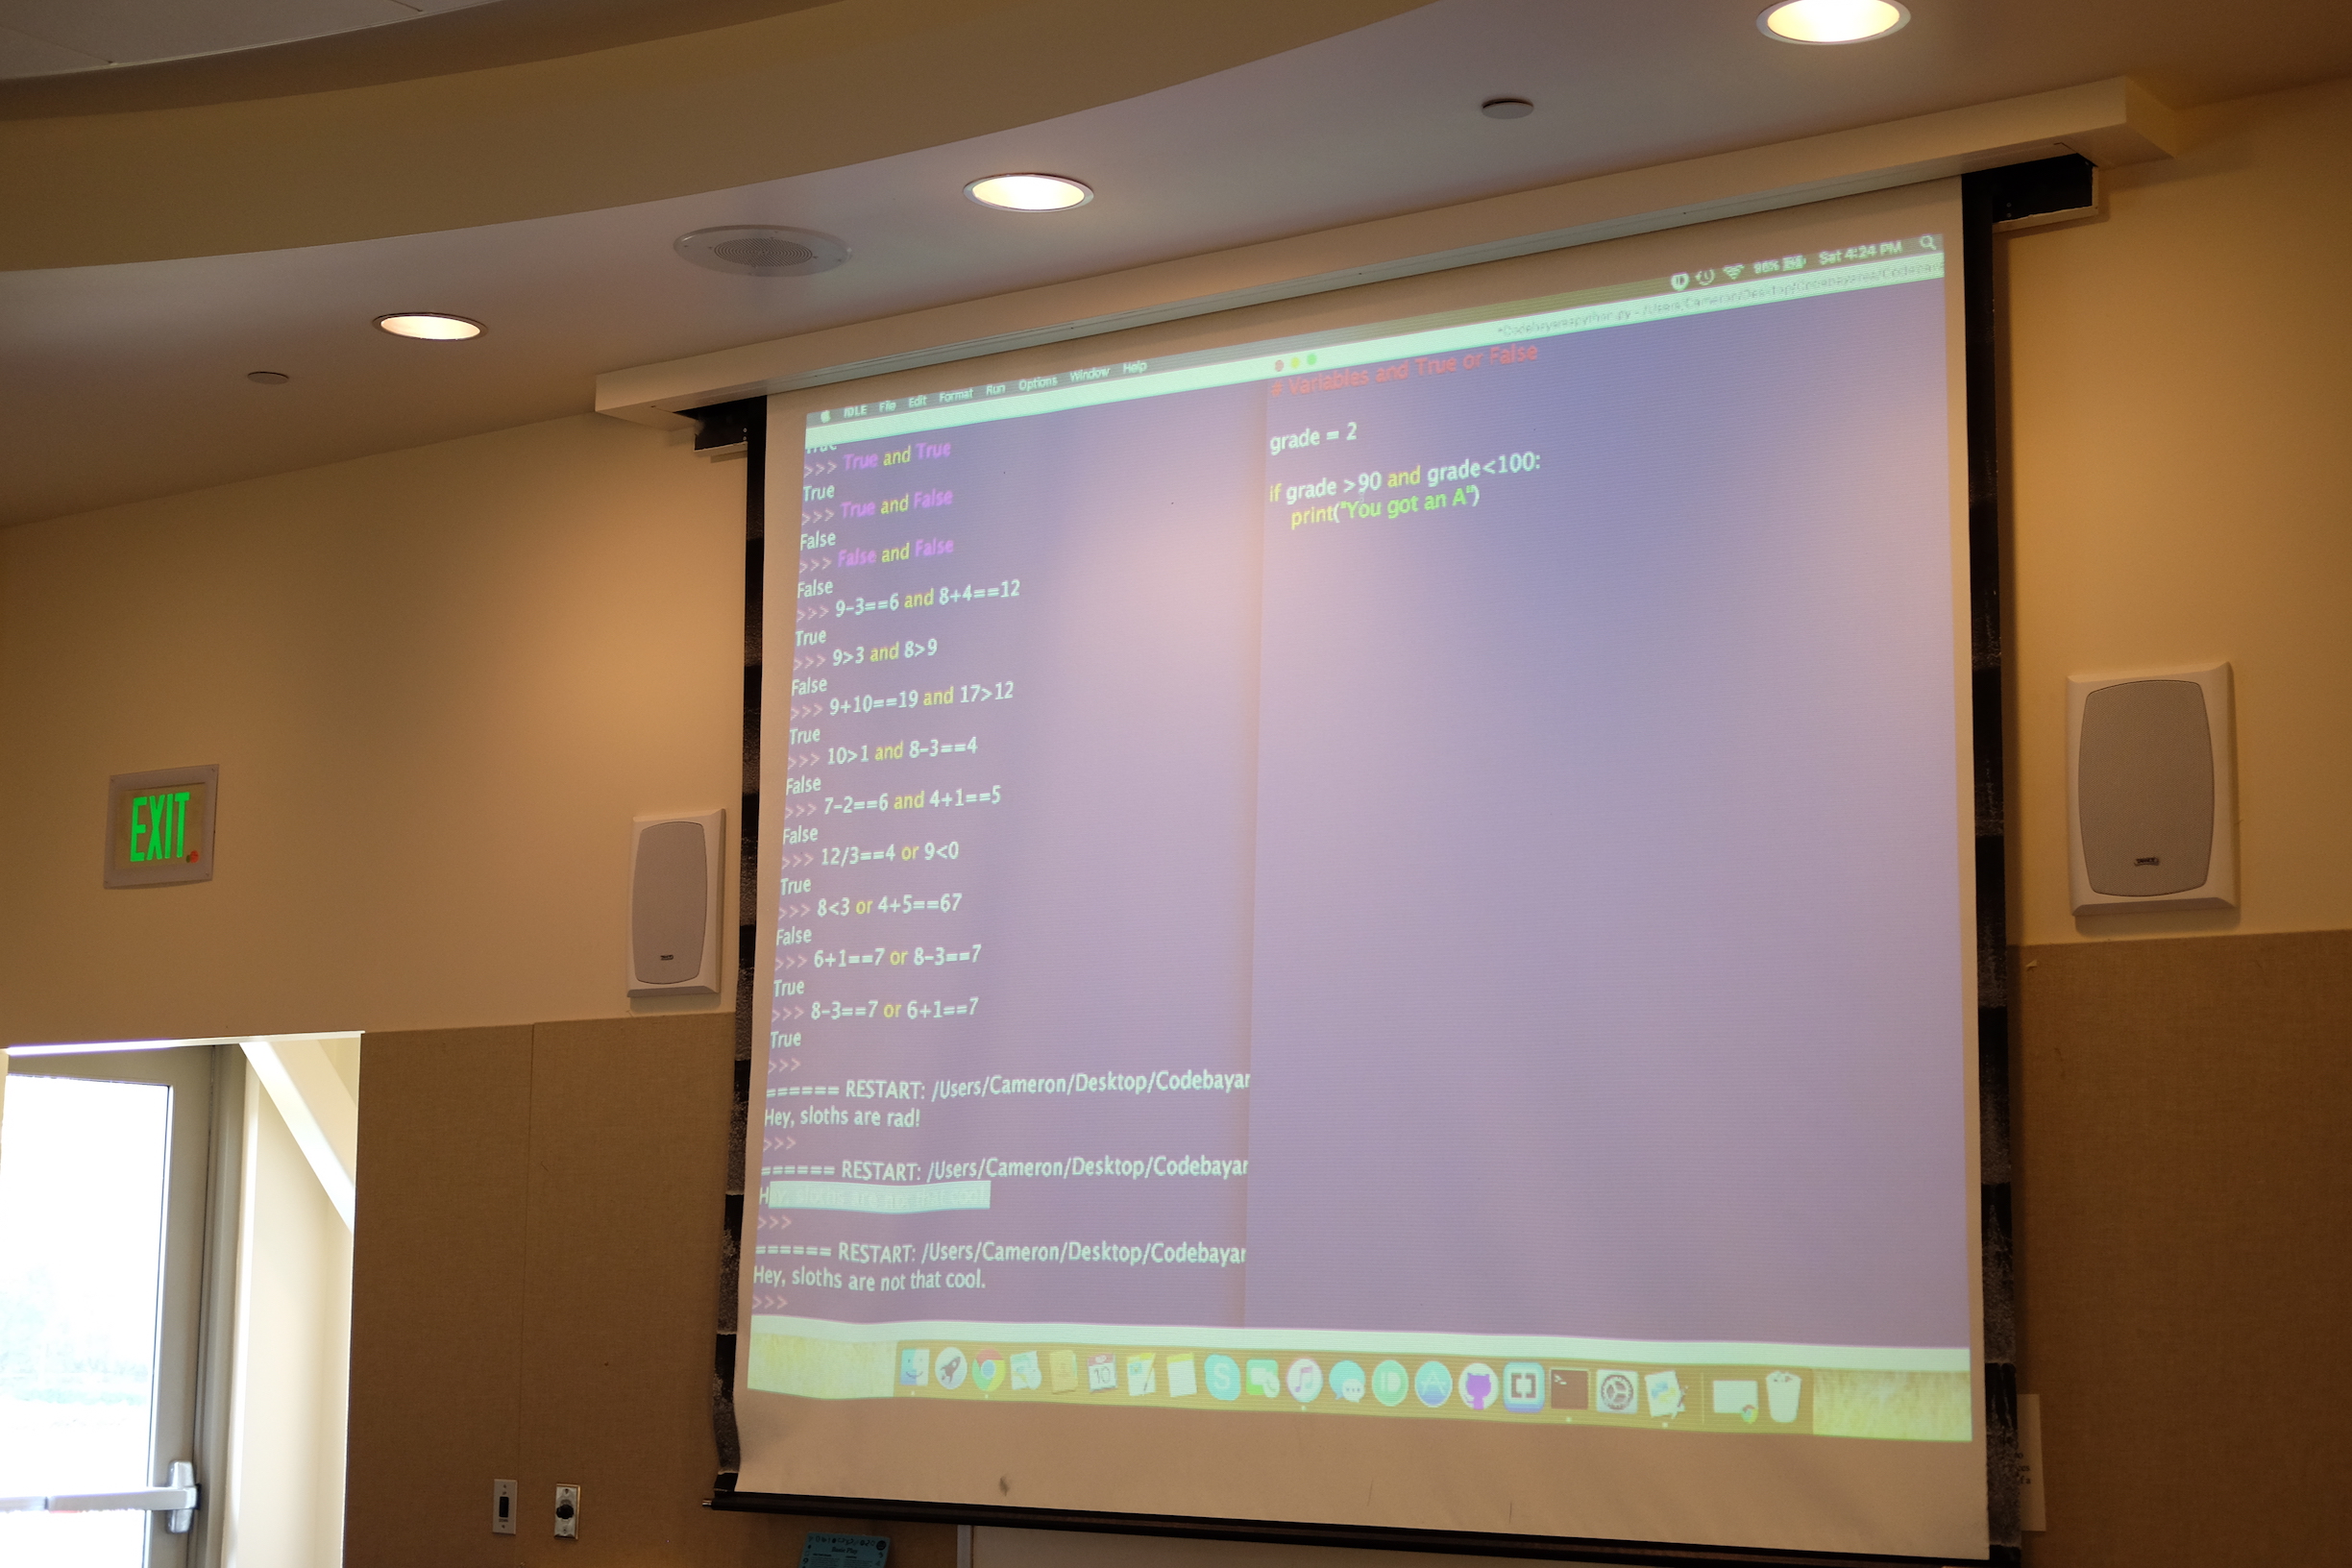 IDLE File Edit Format Run Options Window Help
96% Sat 4:24 PM
True
>>> True and True
True
>>> True and False
False
>>> False and False
False
>>> 9-3==6 and 8+4==12
True
>>> 9>3 and 8>9
False
>>> 9+10==19 and 17>12
True
>>> 10>1 and 8-3==4
False
>>> 7-2==6 and 4+1==5
False
>>> 12/3==4 or 9<0
True
>>> 8<3 or 4+5==67
False
>>> 6+1==7 or 8-3==7
True
>>> 8-3==7 or 6+1==7
True
>>>
====== RESTART: /Users/Cameron/Desktop/Codebayar
Hey, sloths are rad!
>>>
====== RESTART: /Users/Cameron/Desktop/Codebayar
Hey, sloths are not that cool.
>>>
====== RESTART: /Users/Cameron/Desktop/Codebayar
Hey, sloths are not that cool.
>>>
# Variables and True or False
grade = 2
if grade >90 and grade<100:
print("You got an A")
EXIT
10